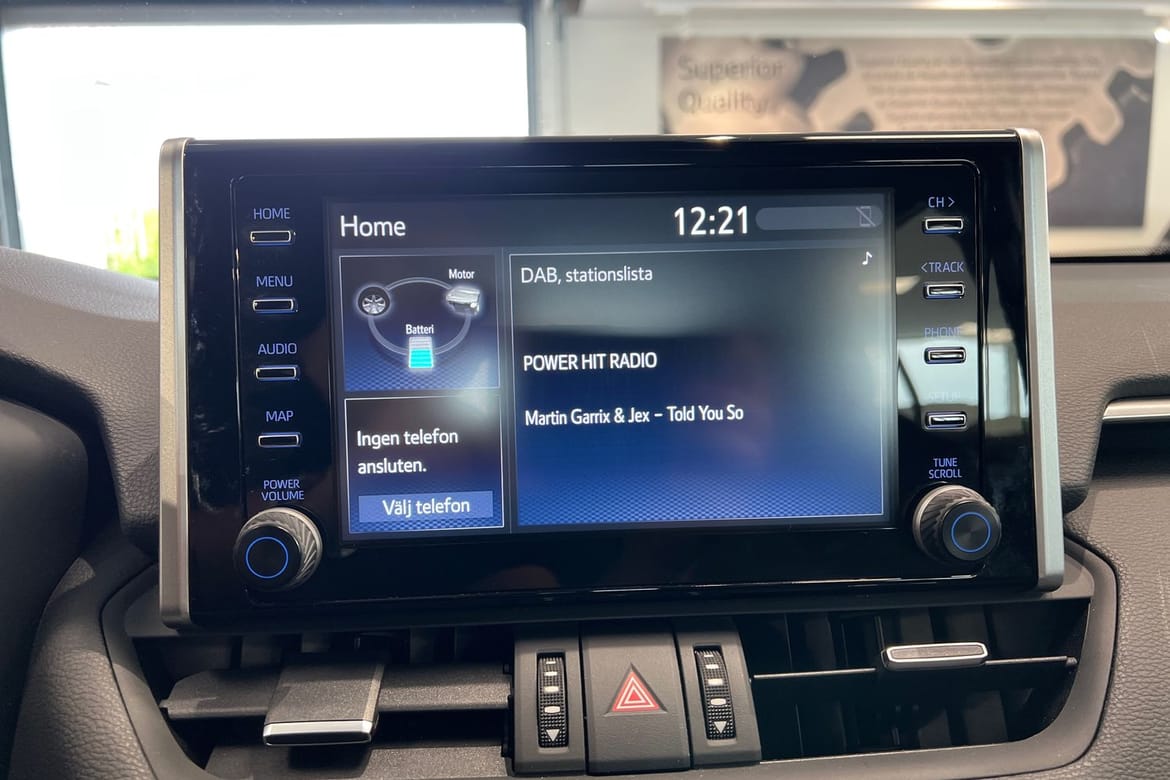 Superior
Quality.
HOME
MENU
AUDIO
MAP
POWER
VOLUME
Home
12:21
Motor
Batteri
Ingen telefon
ansluten.
Välj telefon
DAB, stationslista
POWER HIT RADIO
Martin Garrix & Jex – Told You So
CH >
< TRACK
PHONE
SETUP
TUNE
SCROLL